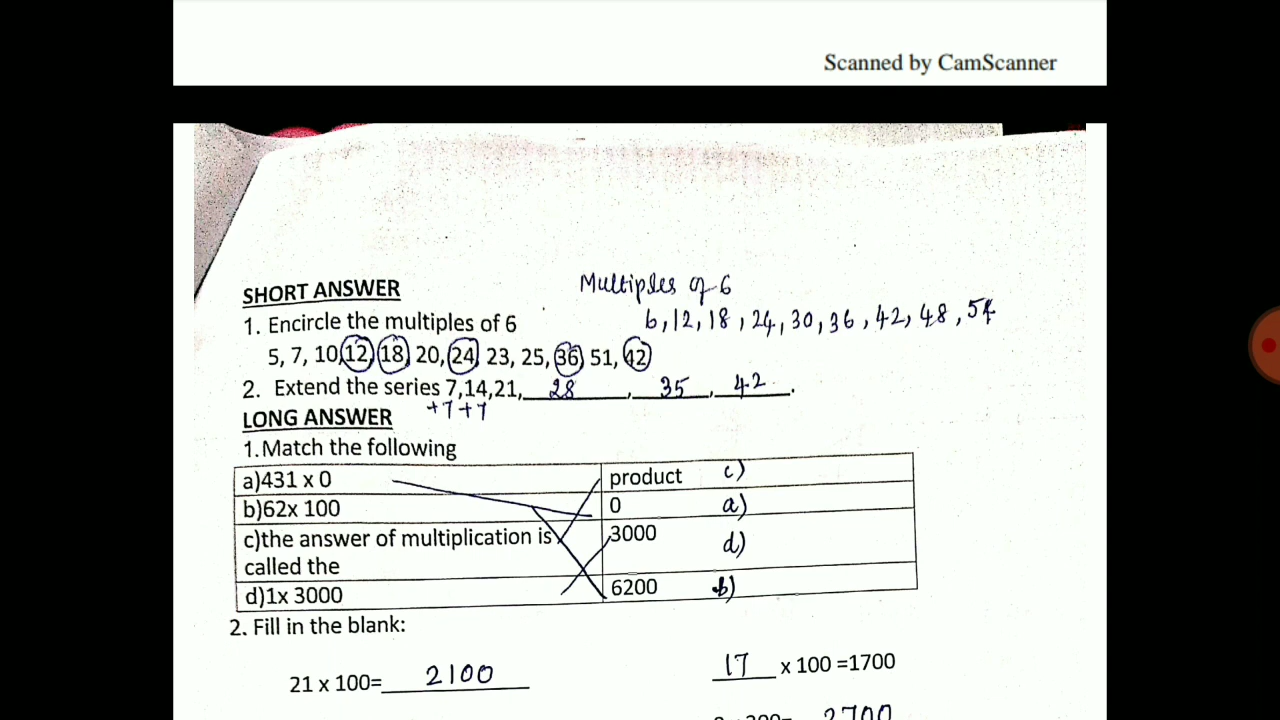 Scanned by CamScanner
SHORT ANSWER
Multiples of 6
1. Encircle the multiples of 6
6,12,18,24,30,36,42,48,54
5, 7, 10,12, 18, 20, 24, 23, 25, 36, 51, 42
2. Extend the series 7,14,21, 28, 35, 42.
+7+7
LONG ANSWER
1.Match the following
a)431 x 0 product c)
b)62x 100 0 a)
c)the answer of multiplication is 3000 d)
called the
d)1x 3000 6200 b)
2. Fill in the blank:
21 x 100= 2100 17 x 100 =1700
2700